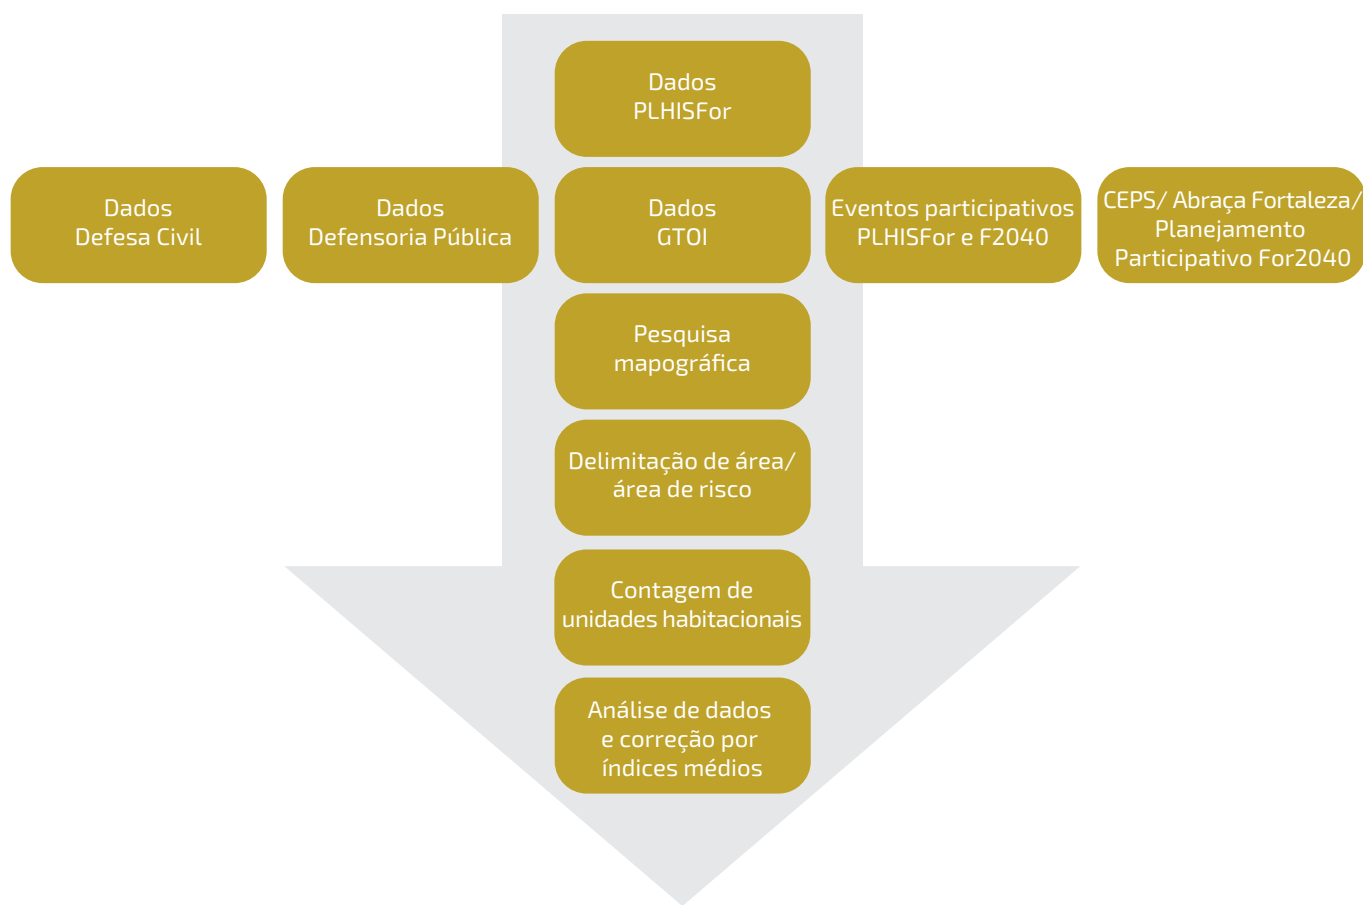 Dados
PLHISFor
Dados
Defesa Civil
Dados
Defensoria Pública
Dados
GTOI
Eventos participativos
PLHISFor e F2040
CEPS/ Abraça Fortaleza/
Planejamento
Participativo For2040
Pesquisa
mapográfica
Delimitação de área/
área de risco
Contagem de
unidades habitacionais
Análise de dados
e correção por
índices médios